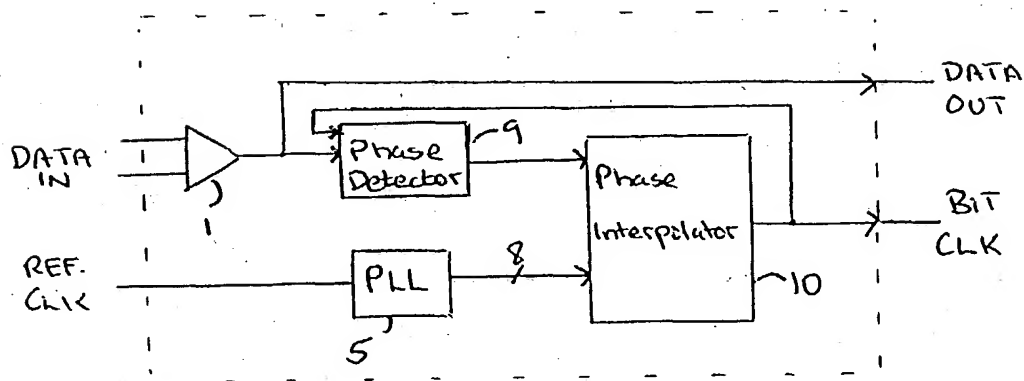 DATA
OUT
9
Phase
Detector
DATA
IN
1
Phase
Interpolator
BIT
CLK
8
REF.
CLK
PLL
5
10